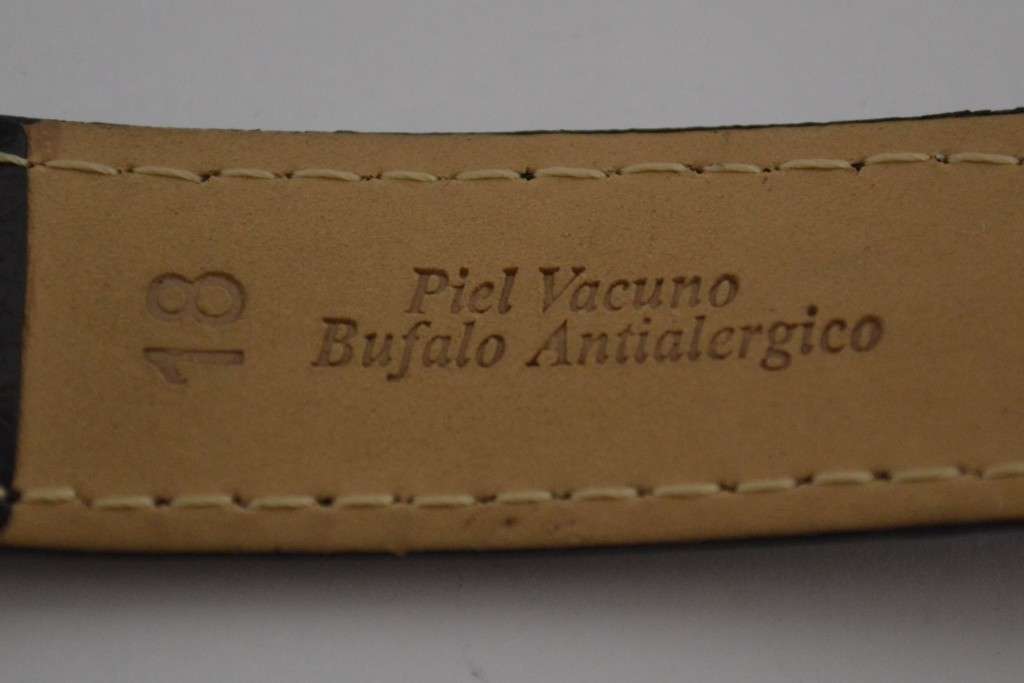 18
Piel Vacuno
Bufalo Antialergico